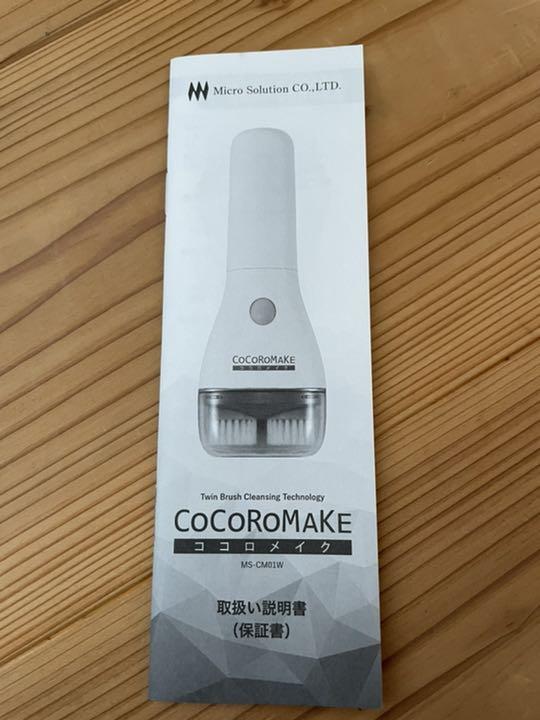 Micro Solution CO.,LTD.
CoCoRoMAKE
ココロメイク
Twin Brush Cleansing Technology
CoCoRoMAKE
ココロメイク
MS-CM01W
取扱い説明書
（保証書）